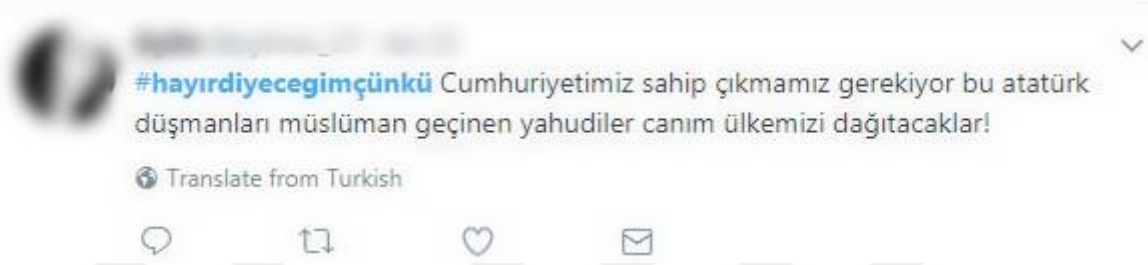 #hayırdiyecegimçünkü Cumhuriyetimiz sahip çıkmamız gerekiyor bu atatürk
düşmanları müslüman geçinen yahudiler canım ülkemizi dağıtacaklar!
Translate from Turkish